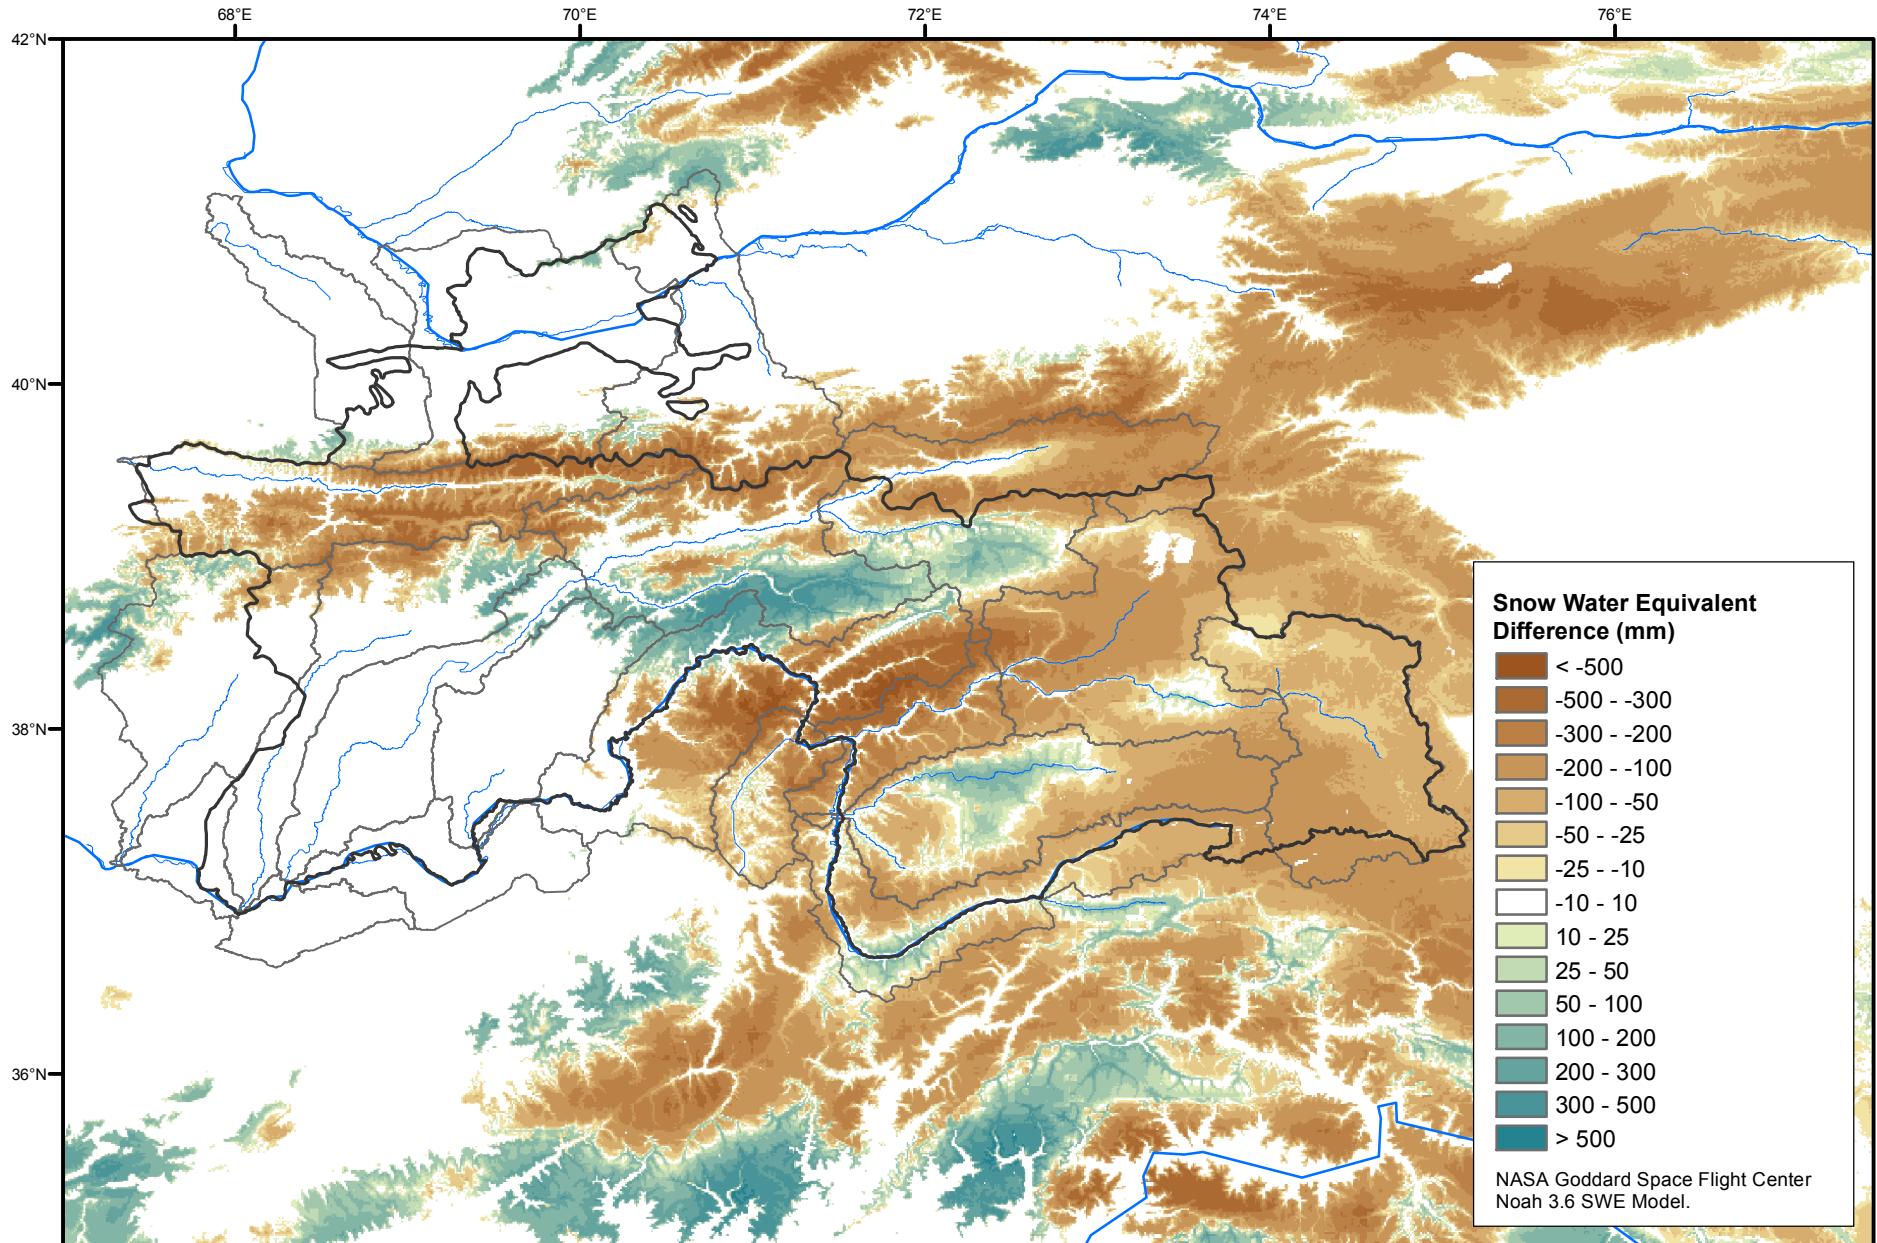 68°E
70°E
72°E
74°E
76°E
42°N
40°N
38°N
36°N
Snow Water Equivalent
Difference (mm)
< -500
-500 - -300
-300 - -200
-200 - -100
-100 - -50
-50 - -25
-25 - -10
-10 - 10
10 - 25
25 - 50
50 - 100
100 - 200
200 - 300
300 - 500
> 500
NASA Goddard Space Flight Center
Noah 3.6 SWE Model.